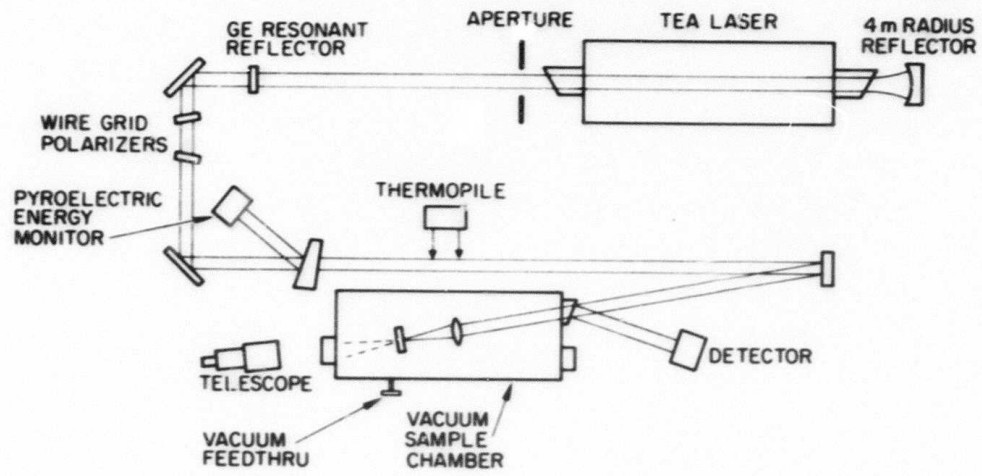 GE RESONANT
REFLECTOR
APERTURE
TEA LASER
4 m RADIUS
REFLECTOR
WIRE GRID
POLARIZERS
PYROELECTRIC
ENERGY
MONITOR
THERMOPILE
TELESCOPE
DETECTOR
VACUUM
FEEDTHRU
VACUUM
SAMPLE
CHAMBER